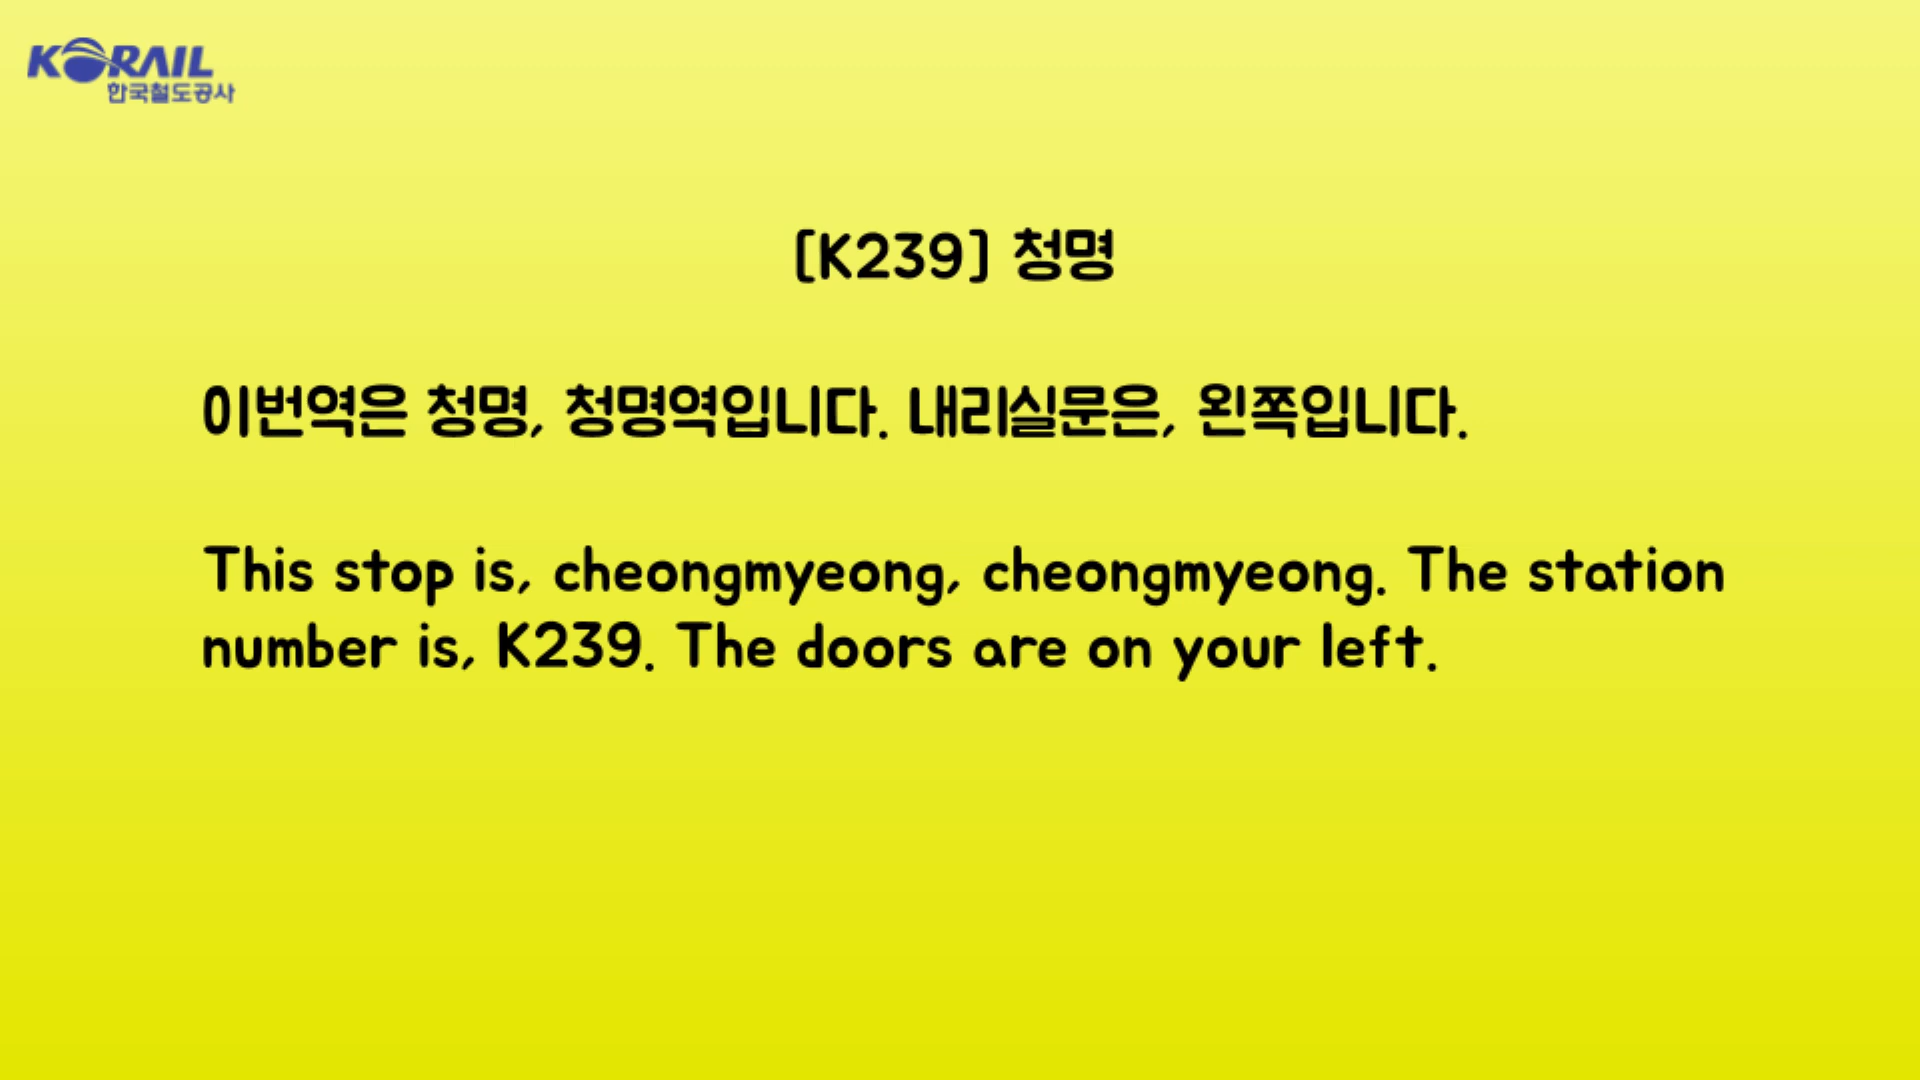 KORAIL
한국철도공사
[K239] 청명
이번역은 청명, 청명역입니다. 내리실문은, 왼쪽입니다.
This stop is, cheongmyeong, cheongmyeong. The station
number is, K239. The doors are on your left.